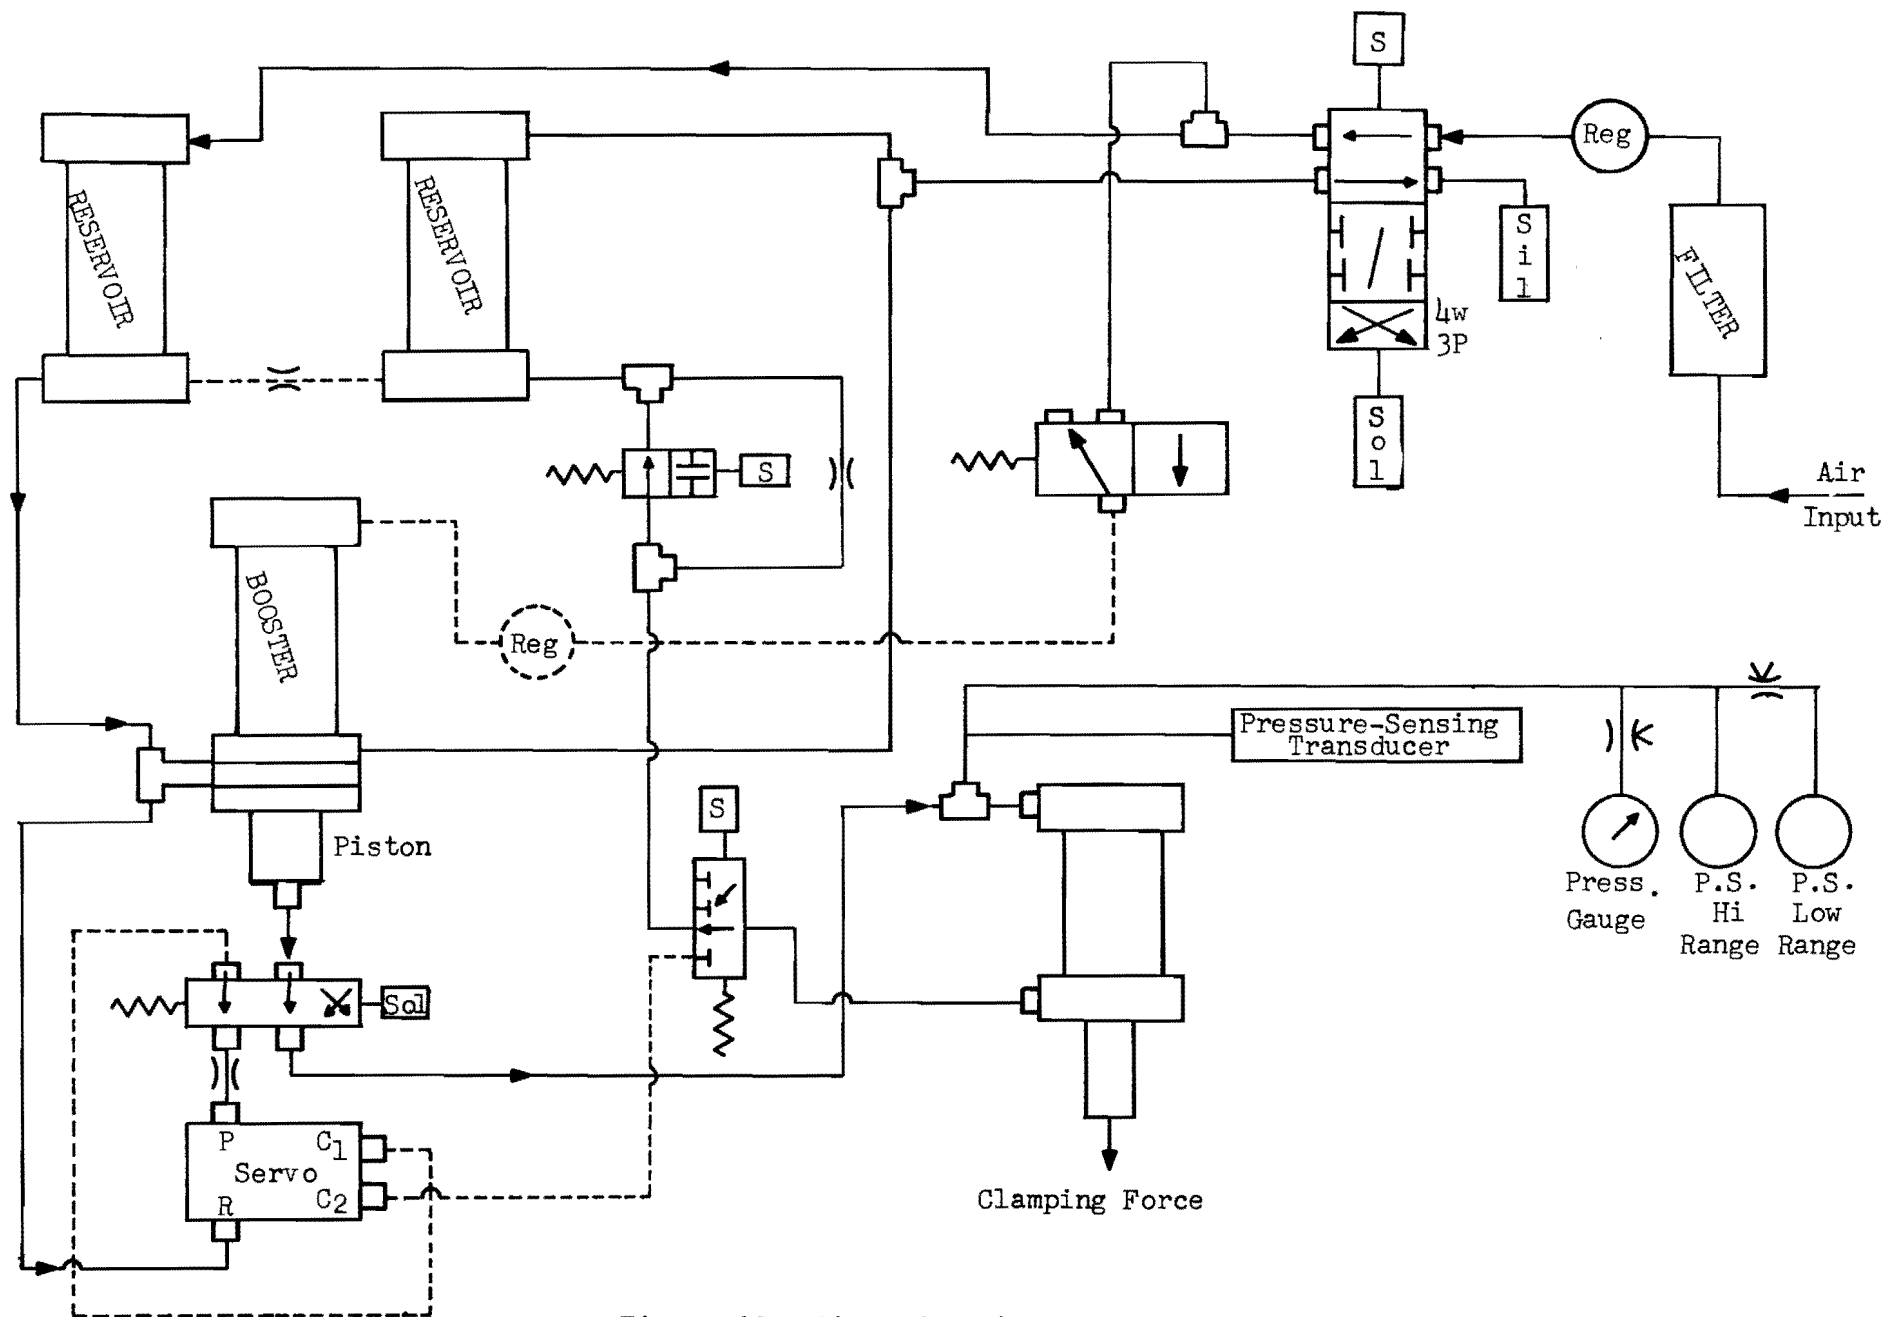 S
Reg
RESERVOIR
RESERVOIR
S
i
l
FILTER
4w
3P
S
o
l
Air
Input
S
BOOSTER
Reg
Pressure-Sensing
Transducer
S
Piston
Press.
Gauge
P.S.
Hi
Range
P.S.
Low
Range
Sol
P
C1
Servo
R
C2
Clamping Force